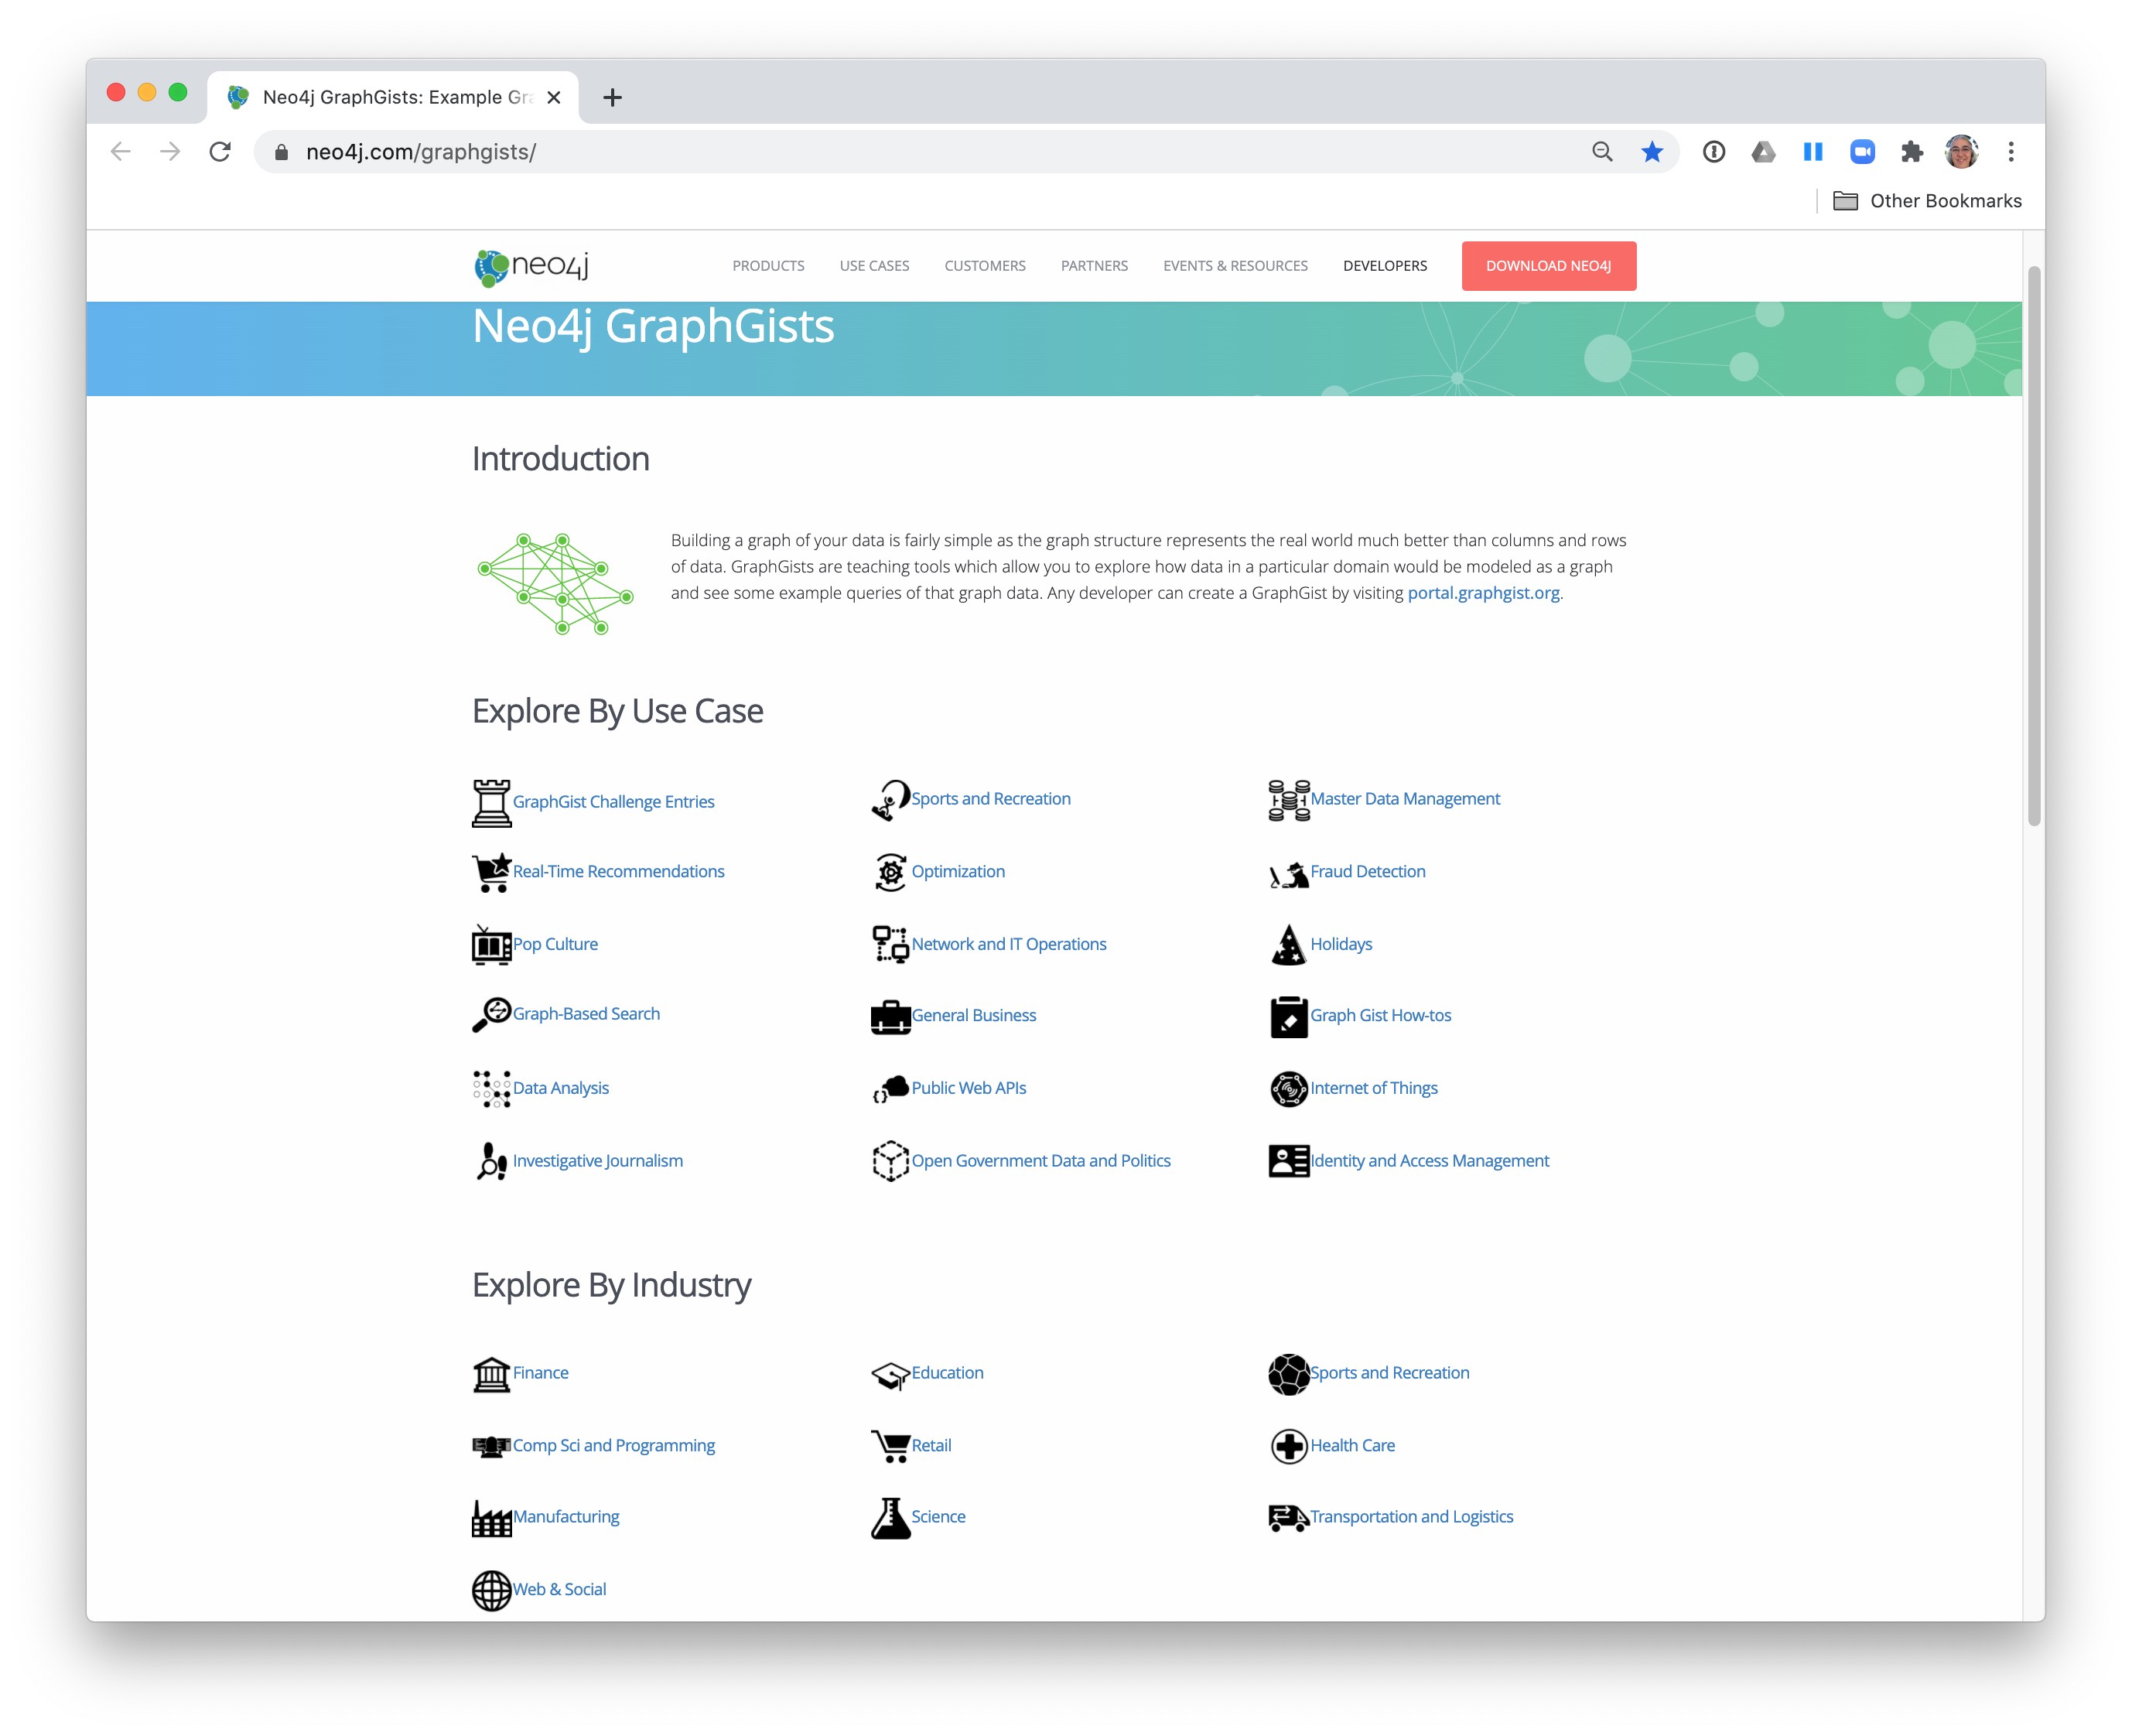 Neo4j GraphGists: Example Gra
neo4j.com/graphgists/
Other Bookmarks
neo4j
PRODUCTS USE CASES CUSTOMERS PARTNERS EVENTS & RESOURCES DEVELOPERS DOWNLOAD NEO4J
Neo4j GraphGists
Introduction
Building a graph of your data is fairly simple as the graph structure represents the real world much better than columns and rows
of data. GraphGists are teaching tools which allow you to explore how data in a particular domain would be modeled as a graph
and see some example queries of that graph data. Any developer can create a GraphGist by visiting portal.graphgist.org.
Explore By Use Case
GraphGist Challenge Entries Sports and Recreation Master Data Management
Real-Time Recommendations Optimization Fraud Detection
Pop Culture Network and IT Operations Holidays
Graph-Based Search General Business Graph Gist How-tos
Data Analysis Public Web APIs Internet of Things
Investigative Journalism Open Government Data and Politics Identity and Access Management
Explore By Industry
Finance Education Sports and Recreation
Comp Sci and Programming Retail Health Care
Manufacturing Science Transportation and Logistics
Web & Social